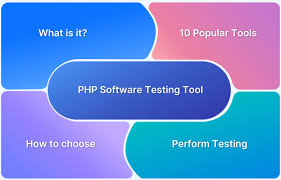 What is it?
10 Popular Tools
PHP Software Testing Tool
How to choose
Perform Testing